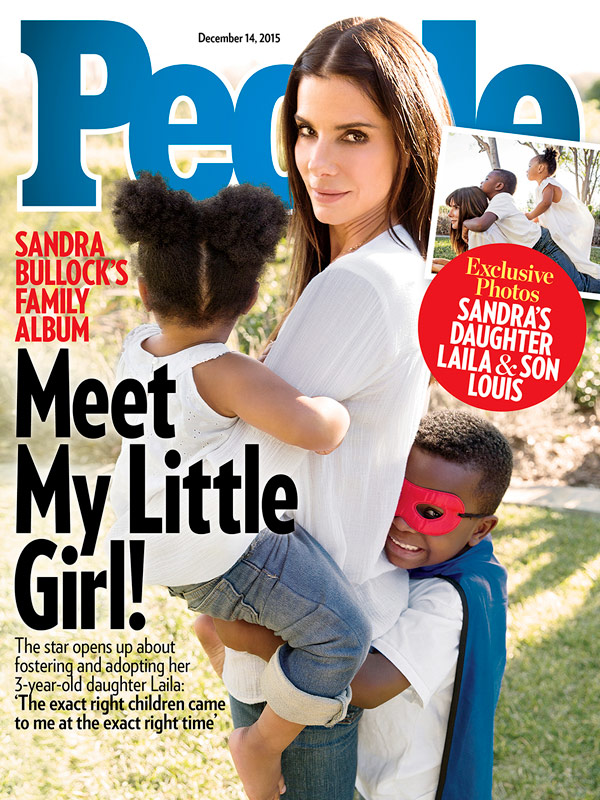 December 14, 2015
People
SANDRA
BULLOCK'S
FAMILY
ALBUM
Exclusive
Photos
SANDRA'S
DAUGHTER
LAILA & SON
LOUIS
Meet
My Little
Girl!
The star opens up about
fostering and adopting her
3-year-old daughter Laila:
‘The exact right children came
to me at the exact right time’